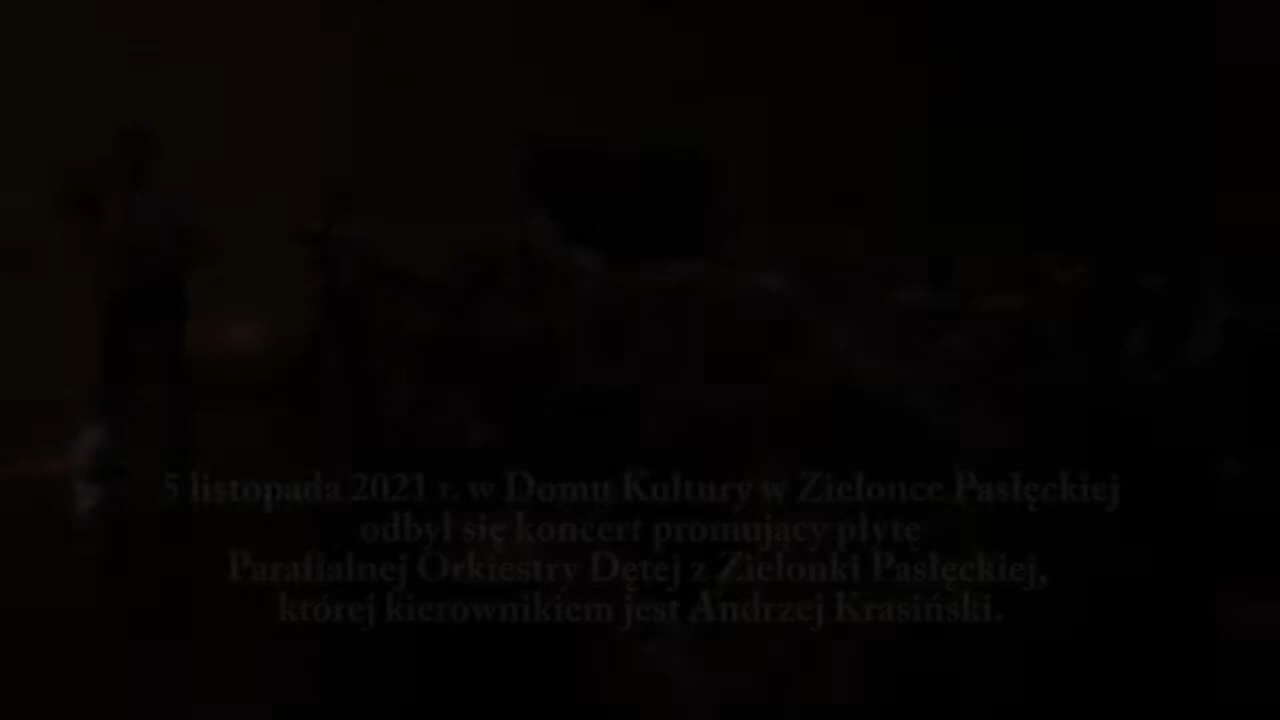 5 listopada 2021 r. w Domu Kultury w Zielonce Pasłęckiej
odbył się koncert promujący płytę
Parafialnej Orkiestry Dętej z Zielonki Pasłęckiej,
której kierownikiem jest Andrzej Krasiński.